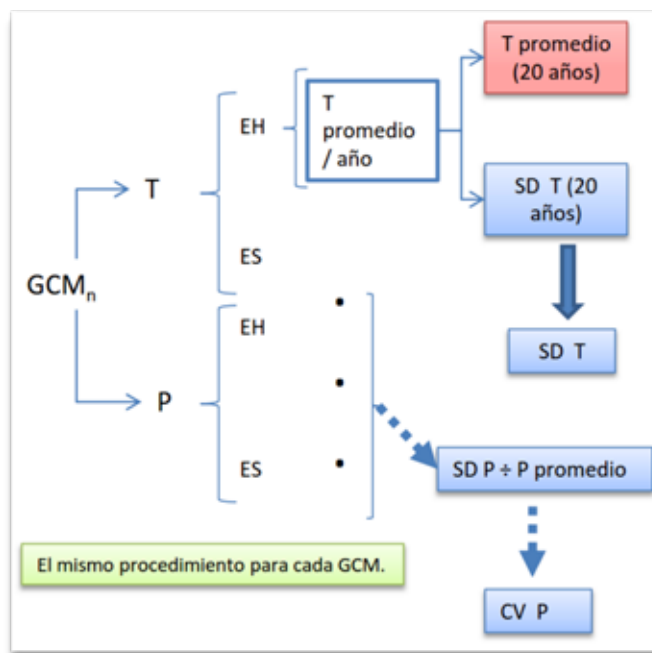 T promedio
(20 años)
T
promedio
/ año
EH
T
SD T (20
años)
ES
GCMn
EH
SD T
P
ES
SD P ÷ P promedio
El mismo procedimiento para cada GCM.
CV P